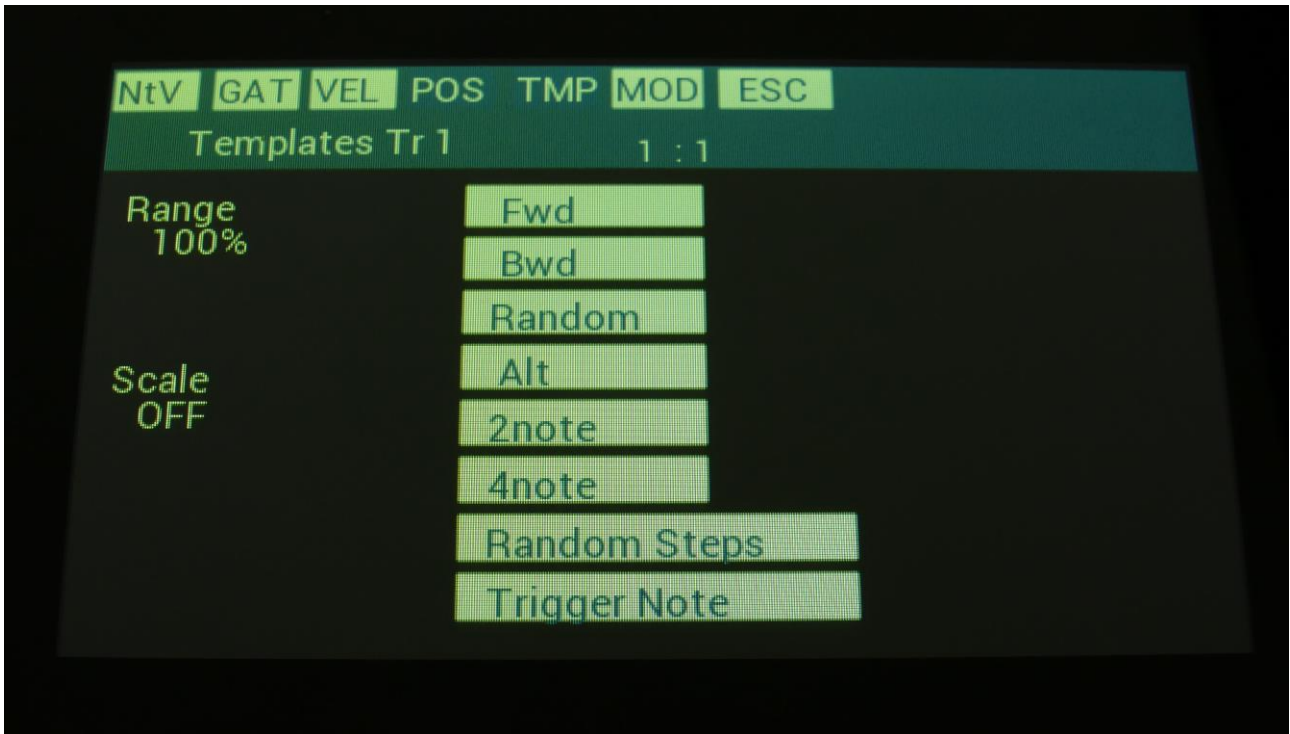 NtV GAT VEL POS TMP MOD ESC
Templates Tr 1 1 : 1
Range
100%
Scale
OFF
Fwd
Bwd
Random
Alt
2note
4note
Random Steps
Trigger Note